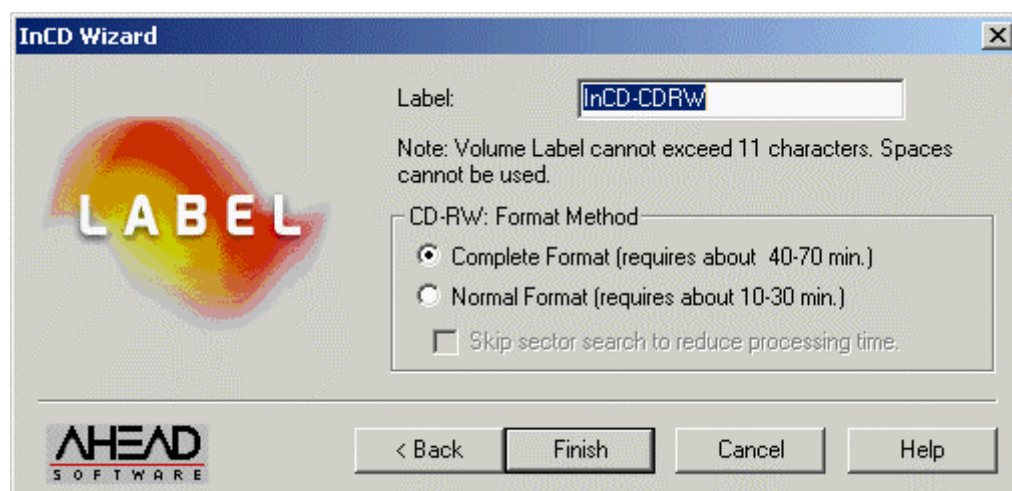 InCD Wizard
LABEL
Label:
InCD-CDRW
Note: Volume Label cannot exceed 11 characters. Spaces
cannot be used.
CD-RW: Format Method
Complete Format (requires about  40-70 min.)
Normal Format (requires about 10-30 min.)
Skip sector search to reduce processing time.
AHEAD
SOFTWARE
< Back
Finish
Cancel
Help